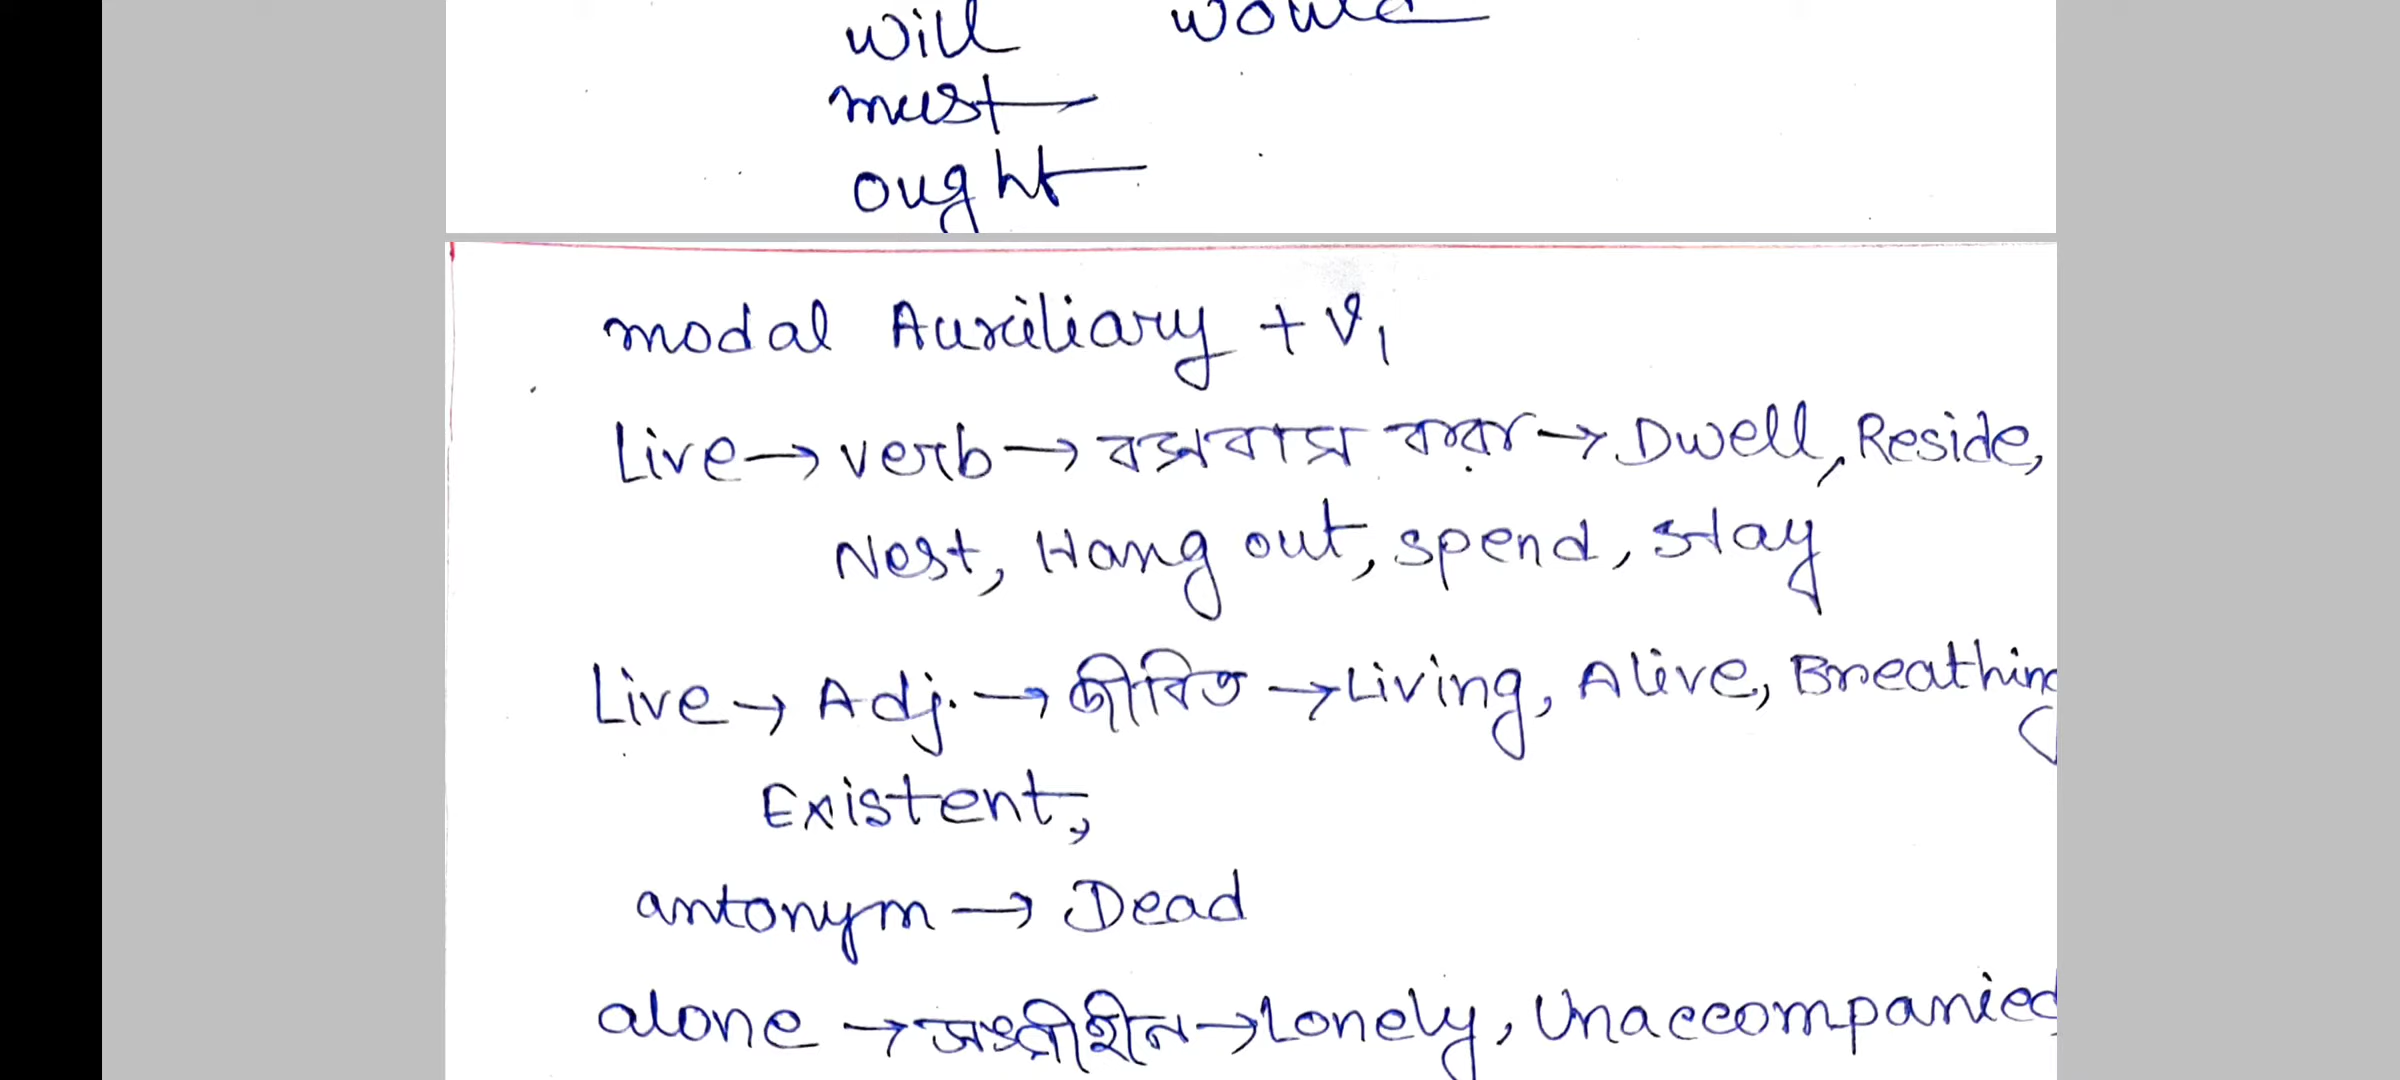 will would
must
ought
modal Auxiliary + V1
Live → verb → বসবাস করা → Dwell, Reside,
Nest, Hang out, spend, stay
Live → Adj. → জীবিত → Living, Alive, Breathing
Existent,
antonym → Dead
alone → সঙ্গীহীন → Lonely, Unaccompanied